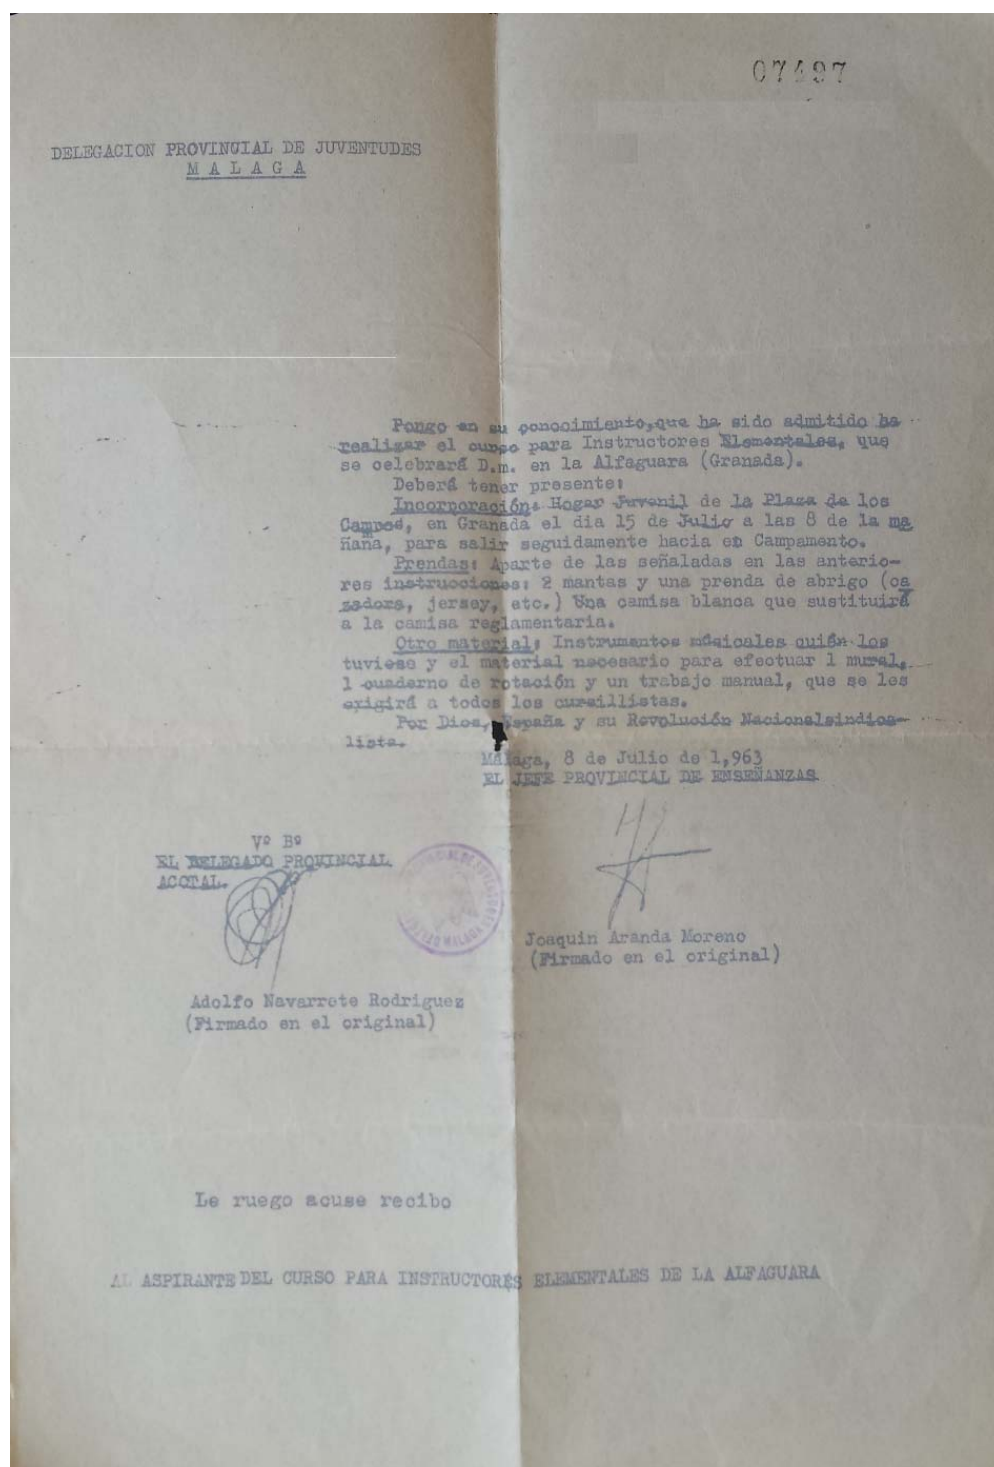 07497
DELEGACION PROVINCIAL DE JUVENTUDES
M A L A G A
Pongo en su conocimiento, que ha sido admitido ha
realizar el curso para Instructores Elementales, que
se celebrará D.m. en la Alfaguara (Granada).
Deberá tener presente:
Incorporación: Hogar Juvenil de la Plaza de los
Campos, en Granada el dia 15 de Julio a las 8 de la ma
ñana, para salir seguidamente hacia en Campamento.
Prendas: Aparte de las señaladas en las anterio-
res instrucciones: 2 mantas y una prenda de abrigo (ca
zadora, jersey, etc.) Una camisa blanca que sustituirá
a la camisa reglamentaria.
Otro material: Instrumentos músicales quién los
tuviese y el material necesario para efectuar 1 mural,
1 cuaderno de rotación y un trabajo manual, que se les
exigirá a todos los cursillistas.
Por Dios, España y su Revolución Nacionalsindica-
lista.
Málaga, 8 de Julio de 1,963
EL JEFE PROVINCIAL DE ENSEÑANZAS
Vº Bº
EL DELEGADO PROVINCIAL
ACCTAL.
Joaquin Aranda Moreno
(Firmado en el original)
Adolfo Navarrete Rodriguez
(Firmado en el original)
Le ruego acuse recibo
AL ASPIRANTE DEL CURSO PARA INSTRUCTORES ELEMENTALES DE LA ALFAGUARA